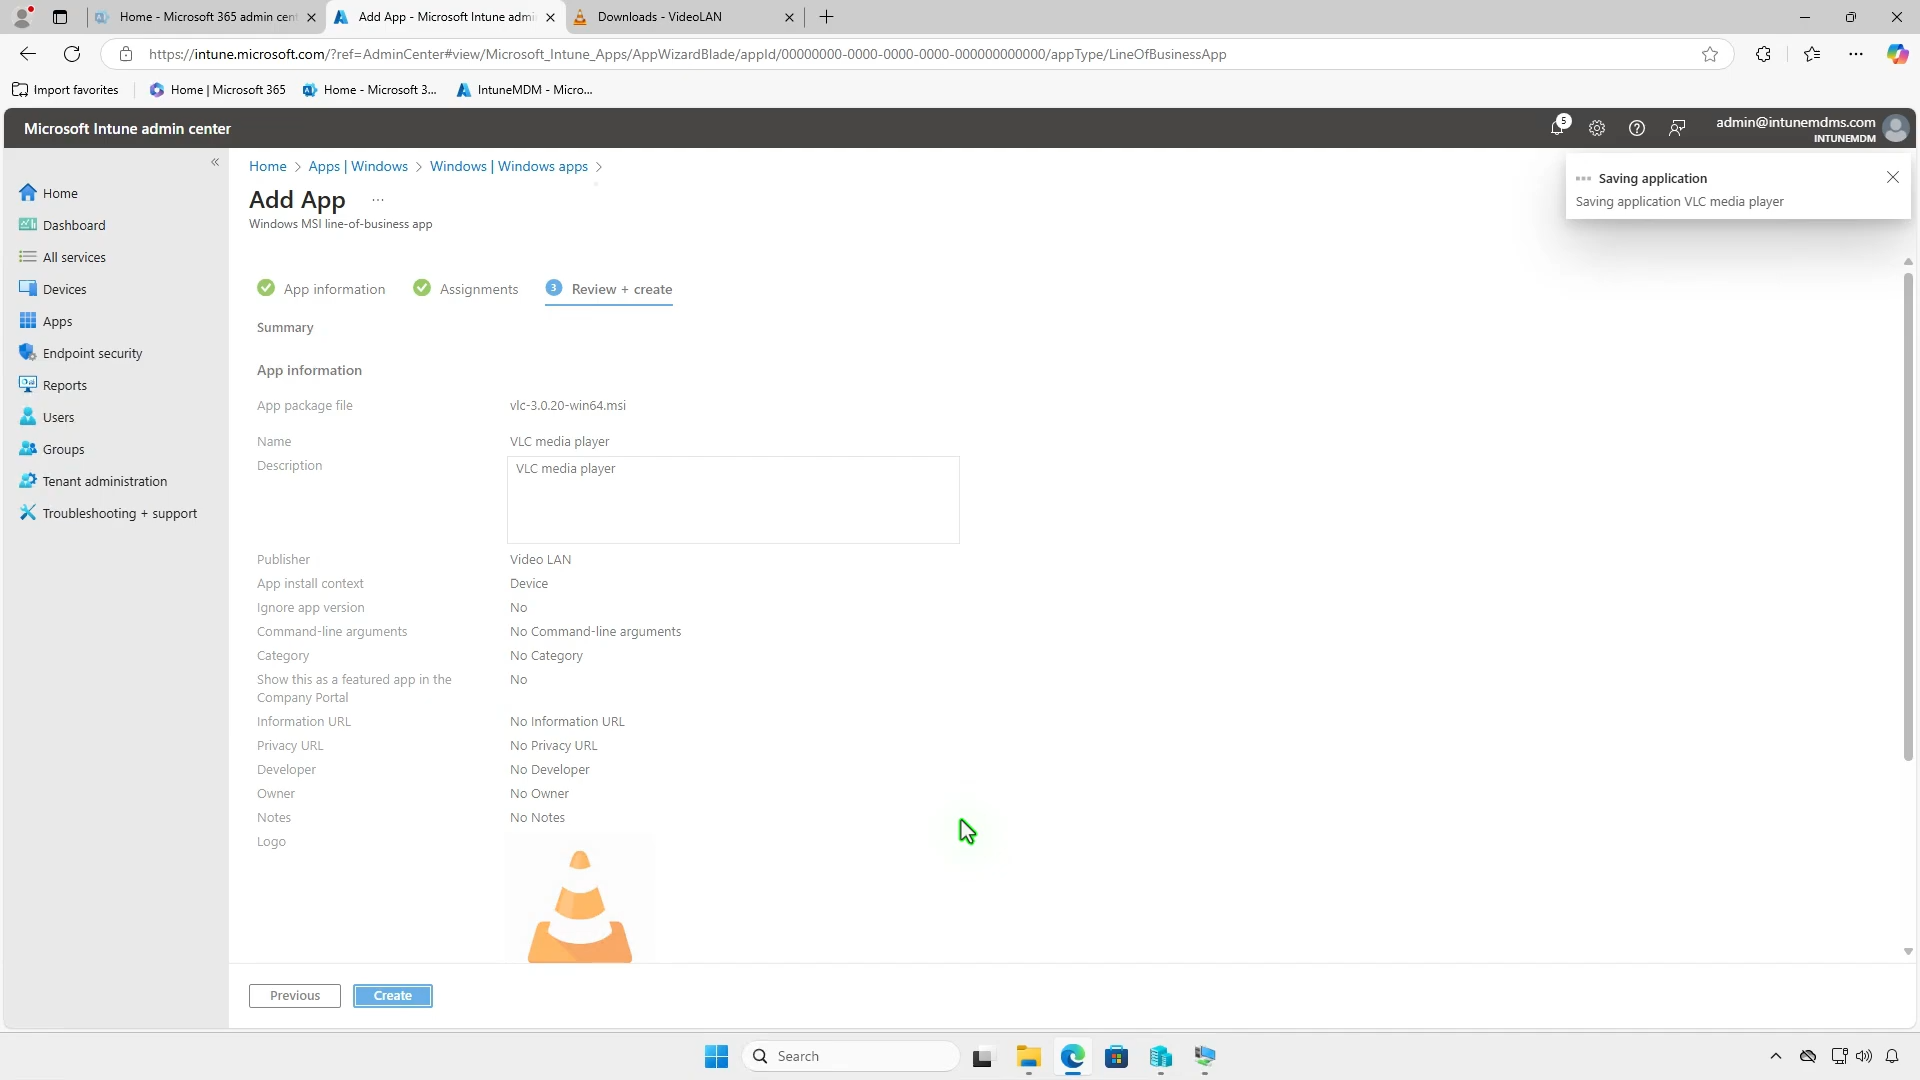 Home - Microsoft 365 admin cent
Add App - Microsoft Intune admin
Downloads - VideoLAN
https://intune.microsoft.com/?ref=AdminCenter#view/Microsoft_Intune_Apps/AppWizardBlade/appId/00000000-0000-0000-0000-000000000000/appType/LineOfBusinessApp
Import favorites
Home | Microsoft 365
Home - Microsoft 3...
IntuneMDM - Micro...
Microsoft Intune admin center
5
admin@intunemdms.com
INTUNEMDM
Home
Dashboard
All services
Devices
Apps
Endpoint security
Reports
Users
Groups
Tenant administration
Troubleshooting + support
Home > Apps | Windows > Windows | Windows apps >
Add App ...
Windows MSI line-of-business app
Saving application
Saving application VLC media player
App information
Assignments
3 Review + create
Summary
App information
App package file vlc-3.0.20-win64.msi
Name VLC media player
Description VLC media player
Publisher Video LAN
App install context Device
Ignore app version No
Command-line arguments No Command-line arguments
Category No Category
Show this as a featured app in the No
Company Portal
Information URL No Information URL
Privacy URL No Privacy URL
Developer No Developer
Owner No Owner
Notes No Notes
Logo
Previous
Create
Search